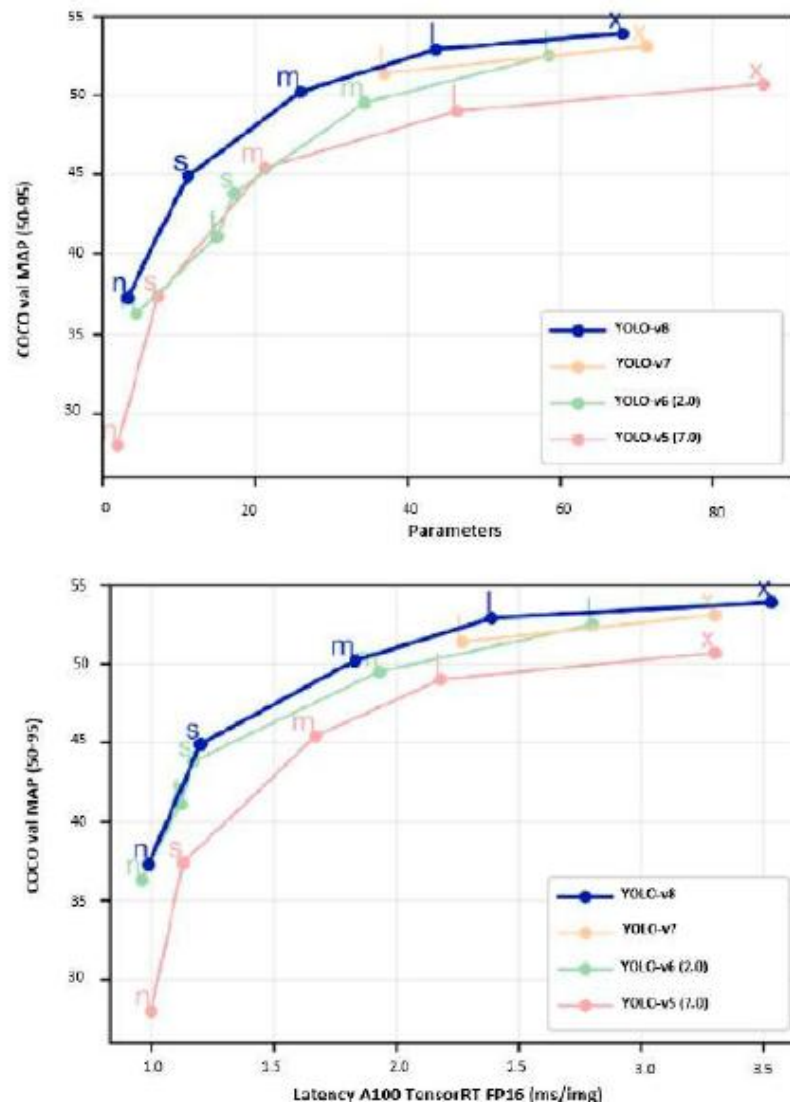 55
50
45
40
35
30
COCO val MAP (50-95)
n
s
m
l
x
l
x
s
t
m
l
n
s
m
l
x
YOLO-v8
YOLO-v7
YOLO-v6 (2.0)
YOLO-v5 (7.0)
0
20
40
60
80
Parameters
55
50
45
40
35
30
COCO val MAP (50-95)
n
s
m
l
x
l
x
n
s
t
m
l
n
s
m
l
x
YOLO-v8
YOLO-v7
YOLO-v6 (2.0)
YOLO-v5 (7.0)
1.0
1.5
2.0
2.5
3.0
3.5
Latency A100 TensorRT FP16 (ms/img)